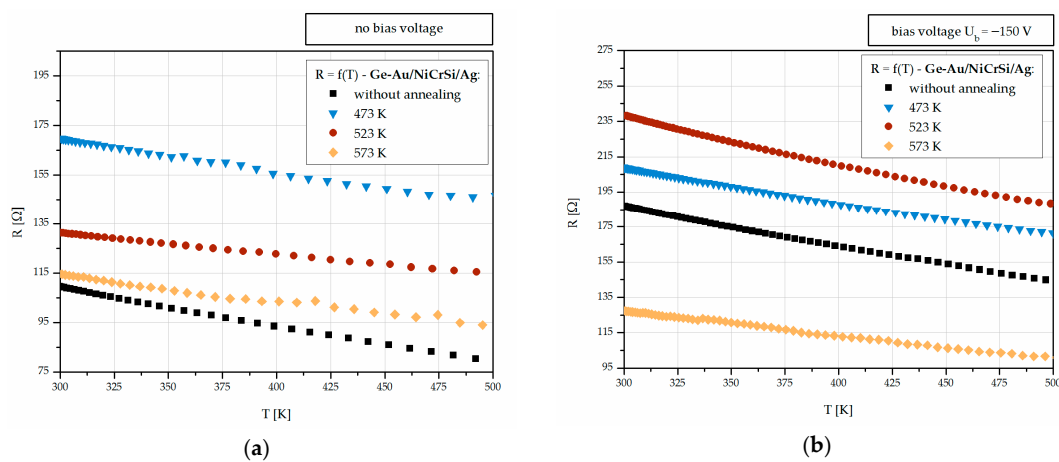 no bias voltage
R = f(T) - Ge-Au/NiCrSi/Ag:
without annealing
473 K
523 K
573 K
195
175
155
135
115
95
75
R [Ω]
300 325 350 375 400 425 450 475 500
T [K]
(a)
bias voltage U_b = −150 V
R = f(T) - Ge-Au/NiCrSi/Ag:
without annealing
473 K
523 K
573 K
275
255
235
215
195
175
155
135
115
95
R [Ω]
300 325 350 375 400 425 450 475 500
T [K]
(b)